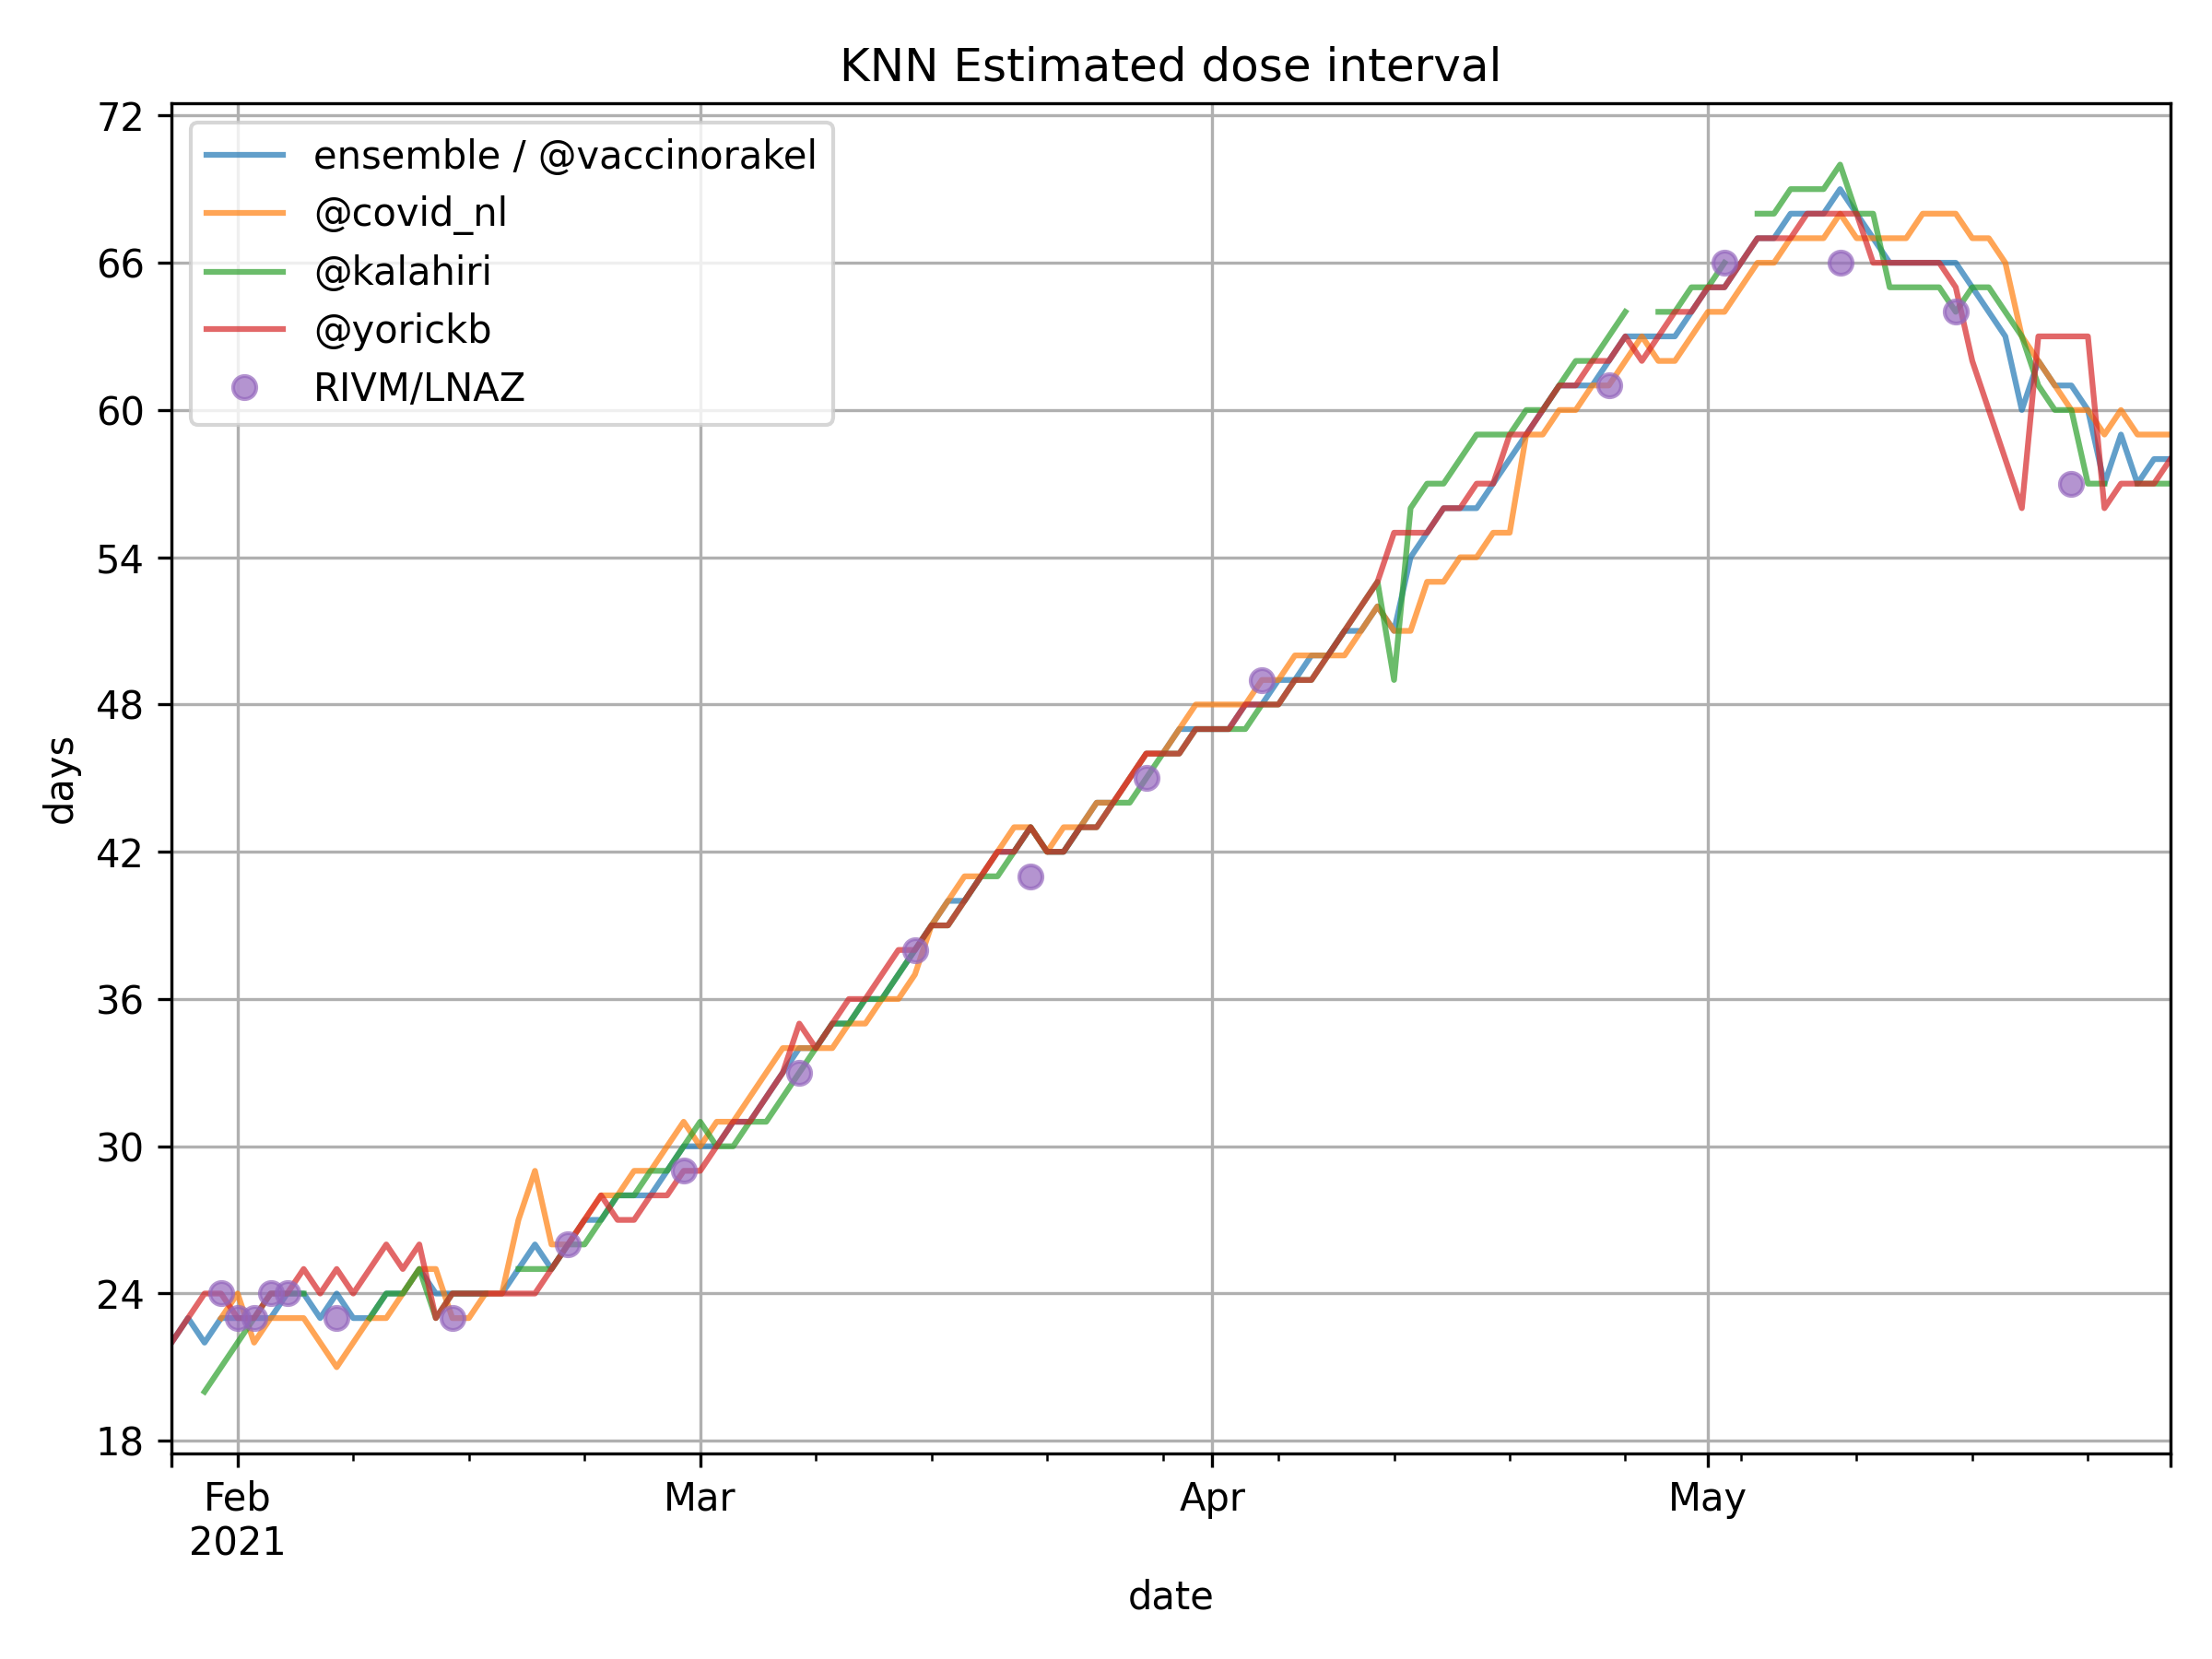 KNN Estimated dose interval
72
66
60
54
48
42
36
30
24
18
days
ensemble / @vaccinorakel
@covid_nl
@kalahiri
@yorickb
RIVM/LNAZ
Feb
2021
Mar
Apr
May
date